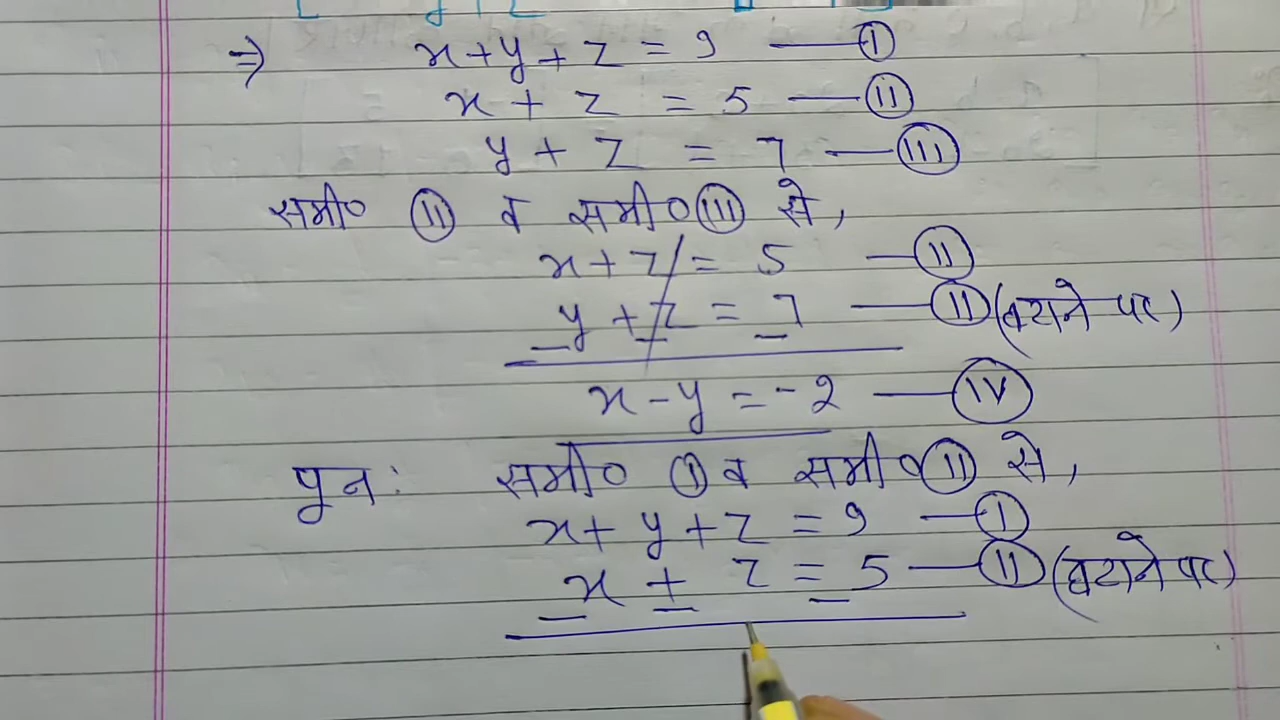 ⇒ x + y + z = 9 —— Ⓘ
x + z = 5 —— Ⓘⓘ
y + z = 7 —— (III)
समी० (II) व समी० (III) से,
x + z = 5 — (II)
y + z = 7 —— (II) (घटाने पर)
x - y = -2 —— (IV)
पुनः समी० (I) व समी० (II) से,
x + y + z = 9 — (I)
x + z = 5 —— (II) (घटाने पर)